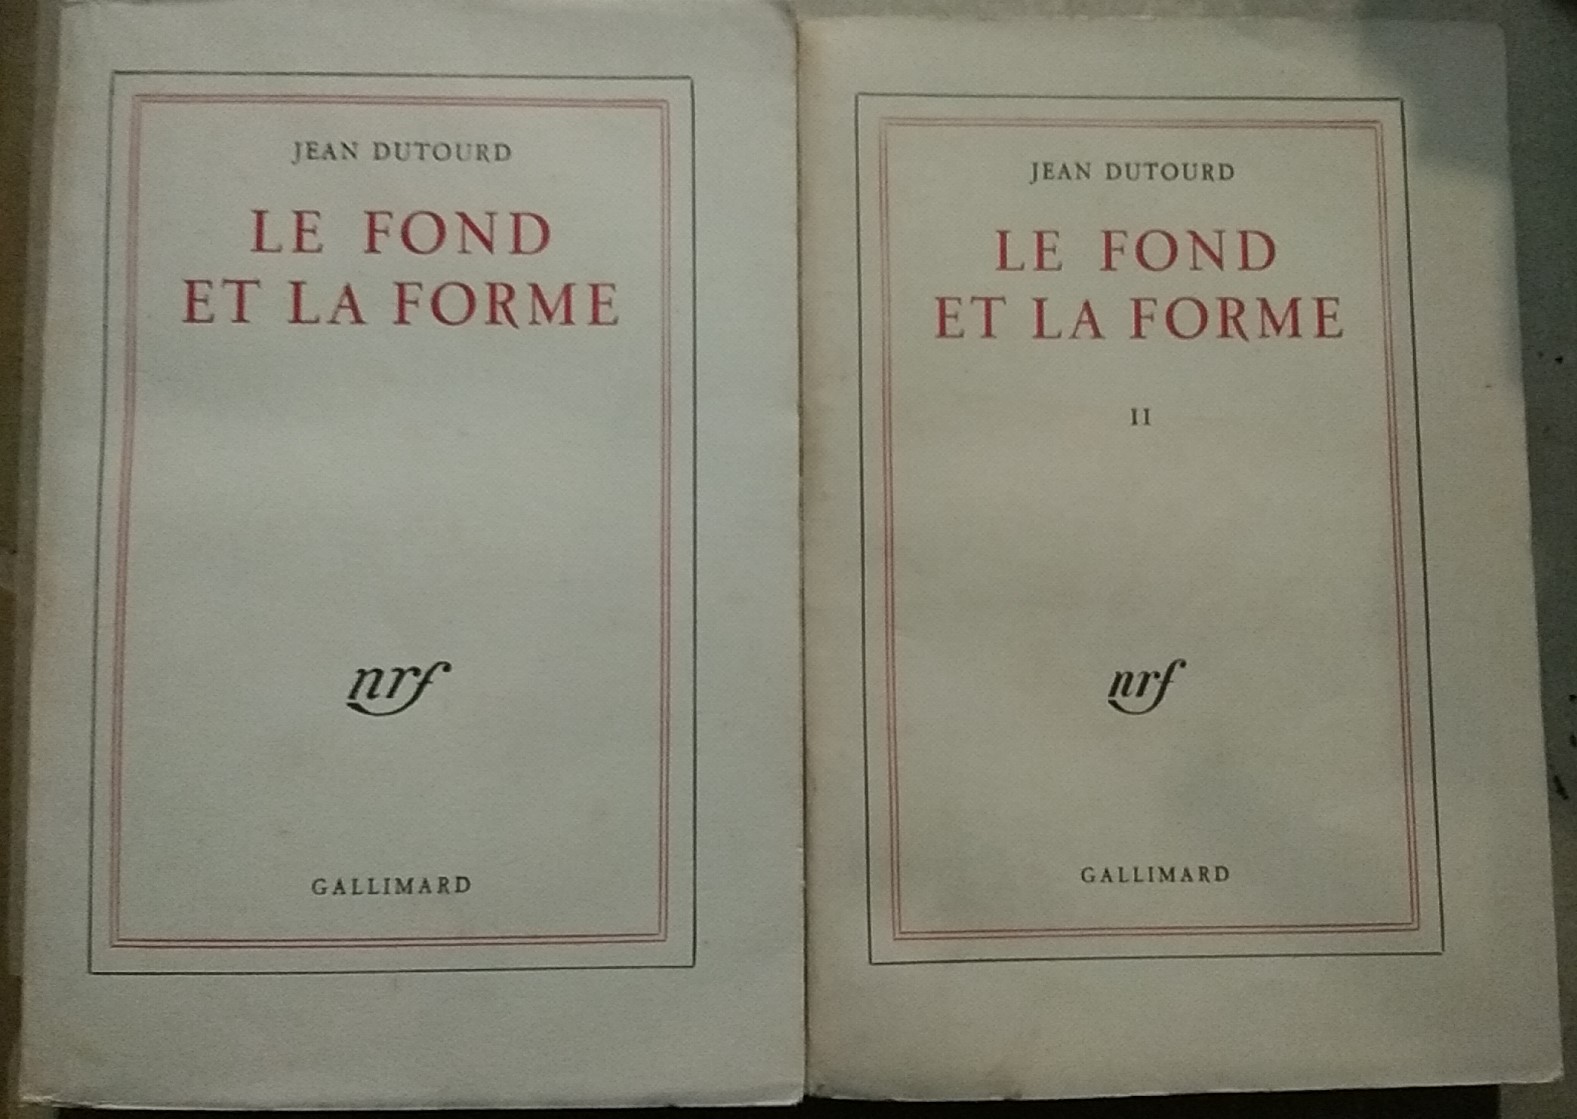 JEAN DUTOURD
LE FOND
ET LA FORME
nrf
GALLIMARD
JEAN DUTOURD
LE FOND
ET LA FORME
II
nrf
GALLIMARD